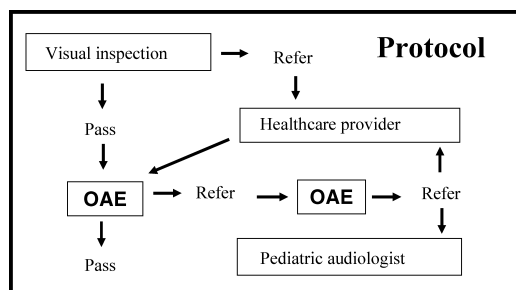 Protocol
Visual inspection
Refer
Pass
Healthcare provider
OAE
Refer
OAE
Refer
Pass
Pediatric audiologist